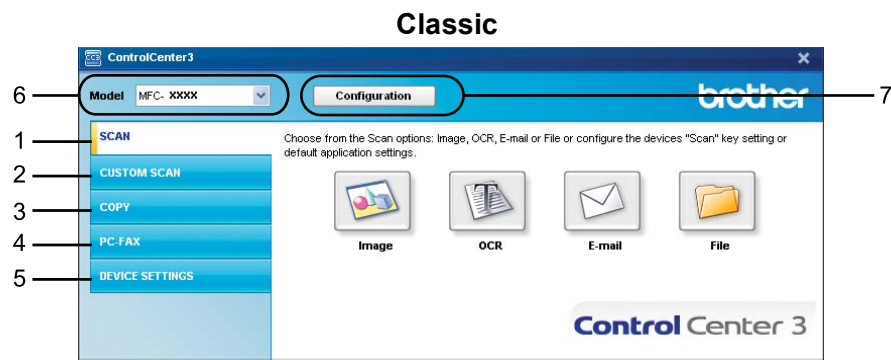 Classic
CC3 ControlCenter3
6 Model MFC- XXXX Configuration brother 7
1 SCAN
Choose from the Scan options: Image, OCR, E-mail or File or configure the devices "Scan" key setting or
default application settings.
2 CUSTOM SCAN
3 COPY
4 PC-FAX
5 DEVICE SETTINGS
Image OCR E-mail File
Control Center 3